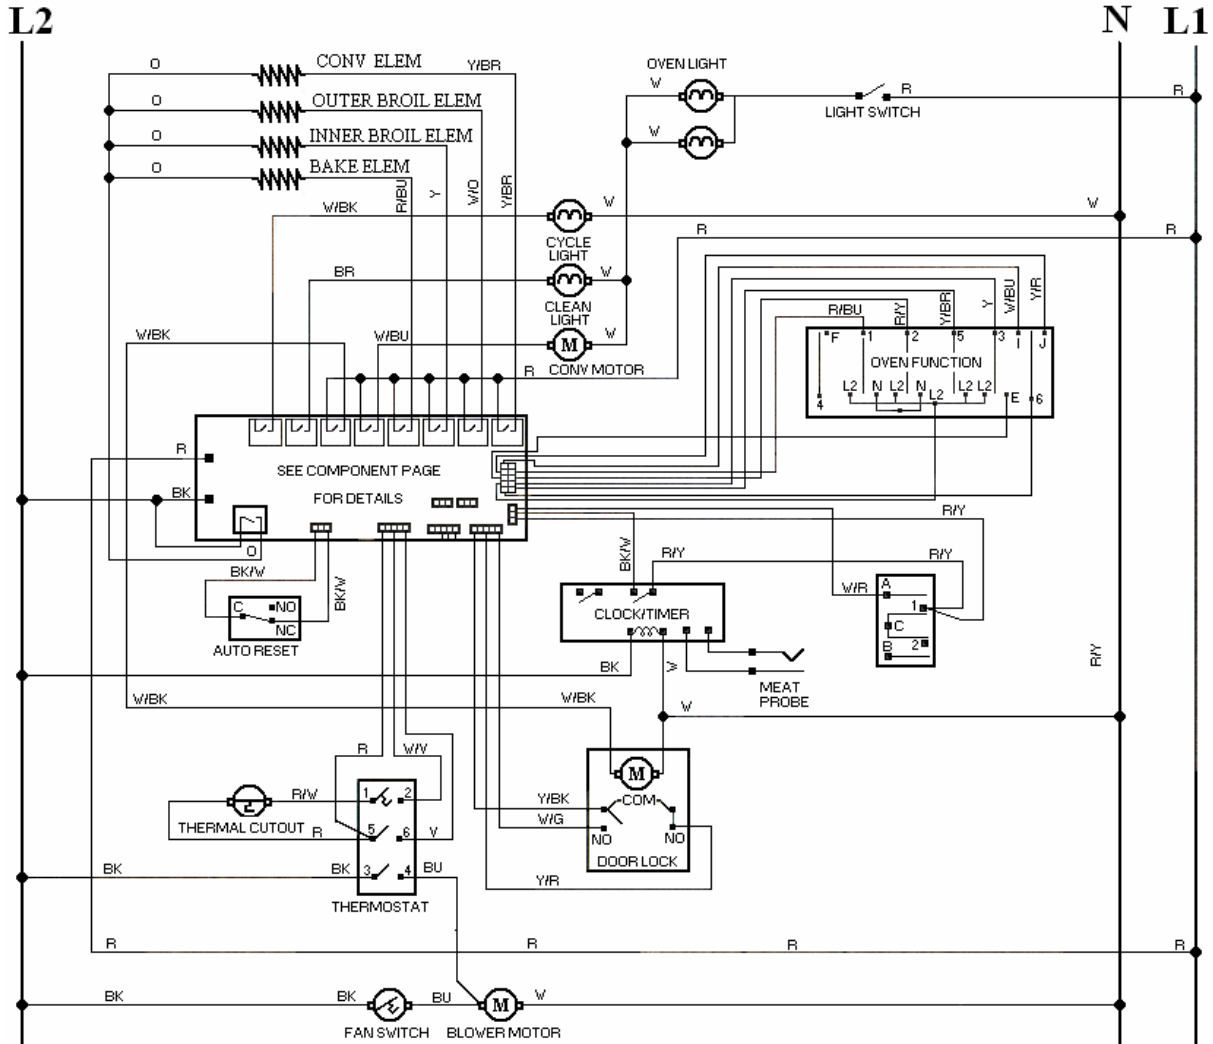 L2
N
L1
O
CONV ELEM
Y/BR
OVEN LIGHT
W
LIGHT SWITCH
R
R
O
OUTER BROIL ELEM
W
O
INNER BROIL ELEM
O
BAKE ELEM
R/BU
Y
W/O
Y/BR
W/BK
CYCLE
LIGHT
W
W
R
R
BR
CLEAN
LIGHT
W
W/BK
W/BU
CONV MOTOR
M
W
R
R/BU
R/Y
Y/BR
Y
W/BU
Y/R
F
1
2
5
3
I
J
OVEN FUNCTION
L2
N
L2
N
L2
L2
L2
4
E
6
R
BK
SEE COMPONENT PAGE
FOR DETAILS
O
BK/W
BK/W
C
NO
NC
AUTO RESET
BK/W
R/Y
CLOCK/TIMER
BK
V
MEAT
PROBE
R/Y
R/Y
W/R
A
1
C
B
2
R/Y
W/BK
W/BK
W
R
W/V
R/W
THERMAL CUTOUT
R
1
2
5
6
V
BK
BK
3
4
BU
THERMOSTAT
Y/BK
W/G
M
COM
NO
NO
DOOR LOCK
Y/R
R
R
R
R
BK
BK
FAN SWITCH
BU
M
BLOWER MOTOR
W